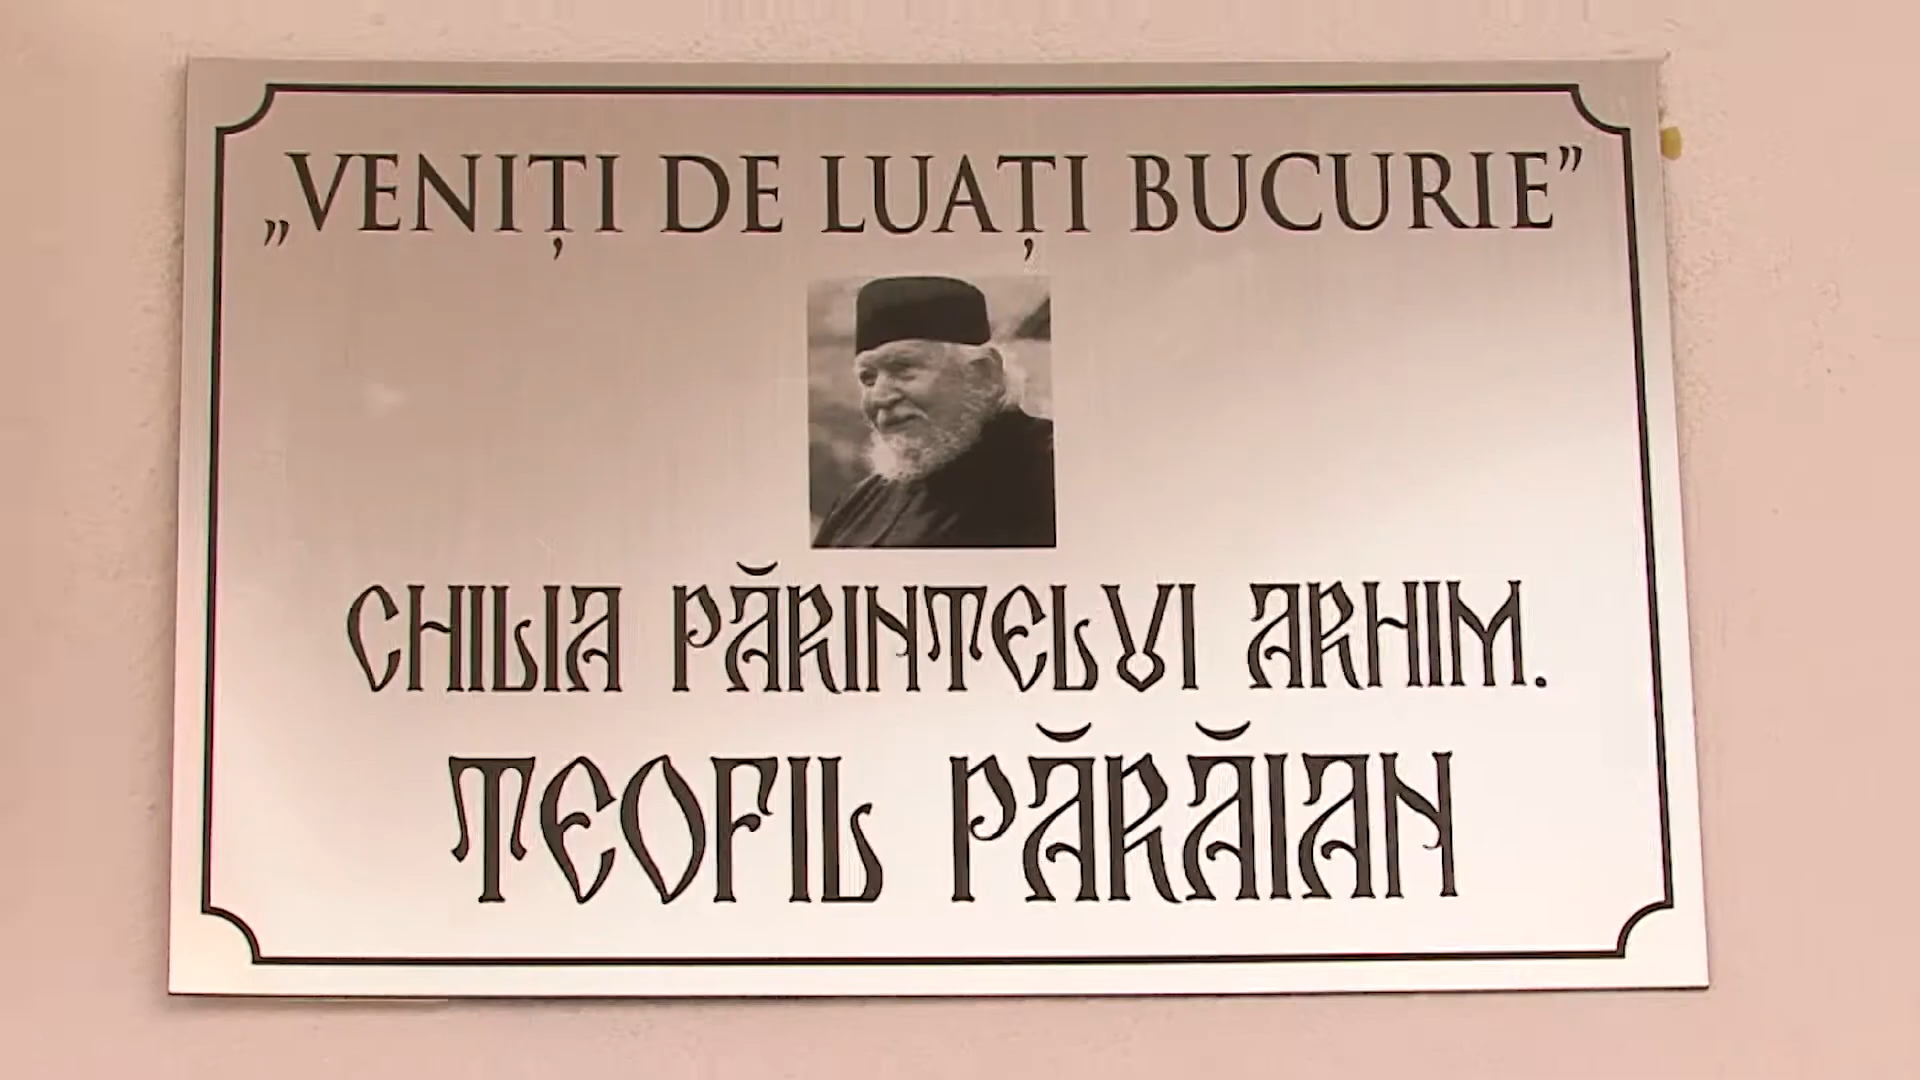 „VENIȚI DE LUAȚI BUCURIE”
CHILIA PĂRINTELUI ARHIM.
TEOFIL PĂRĂIAN